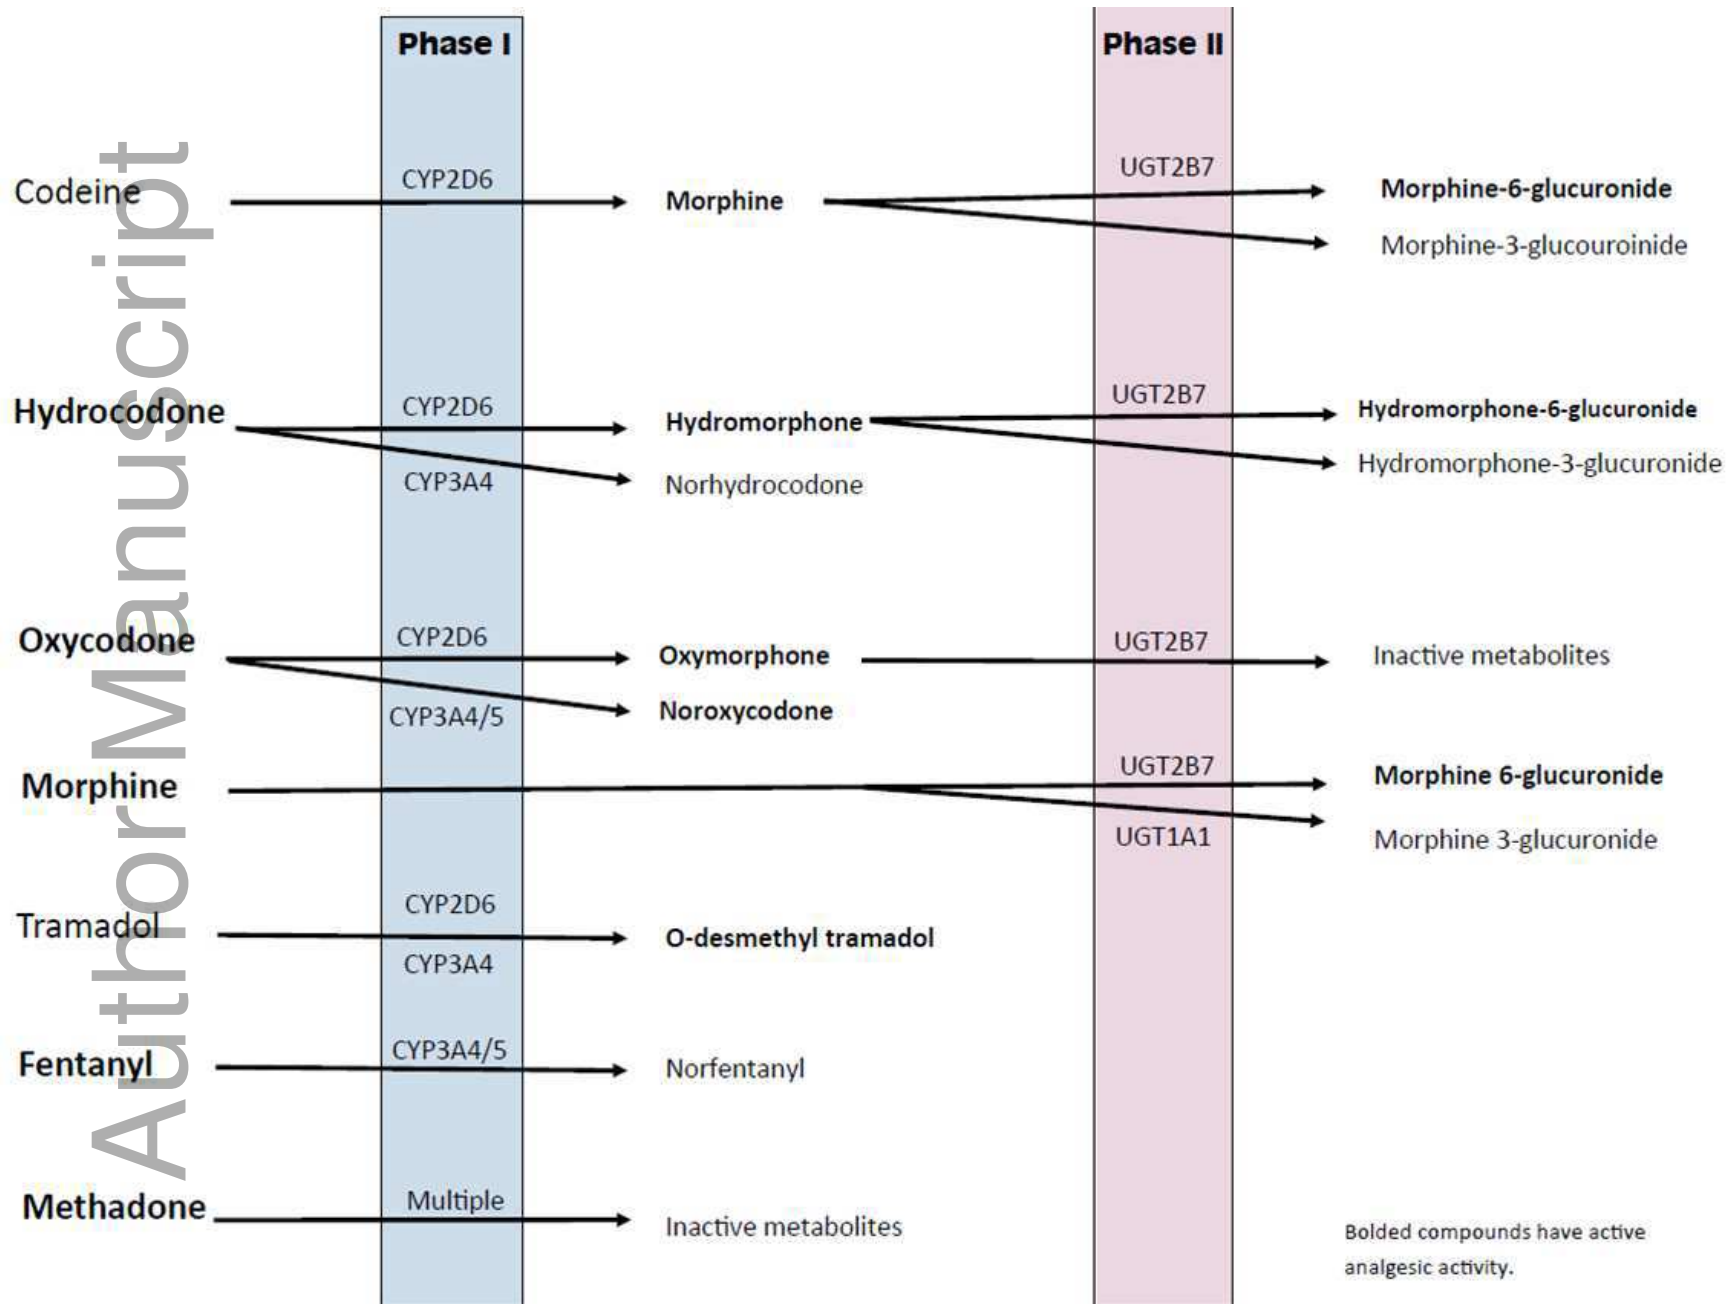 Phase I
Phase II
Codeine
CYP2D6
Morphine
UGT2B7
Morphine-6-glucuronide
Morphine-3-glucouroinide
Hydrocodone
CYP2D6
CYP3A4
Hydromorphone
Norhydrocodone
UGT2B7
Hydromorphone-6-glucuronide
Hydromorphone-3-glucuronide
Oxycodone
CYP2D6
CYP3A4/5
Oxymorphone
Noroxycodone
UGT2B7
Inactive metabolites
Morphine
UGT2B7
UGT1A1
Morphine 6-glucuronide
Morphine 3-glucuronide
Tramadol
CYP2D6
CYP3A4
O-desmethyl tramadol
Fentanyl
CYP3A4/5
Norfentanyl
Methadone
Multiple
Inactive metabolites
Bolded compounds have active
analgesic activity.
Author Manuscript